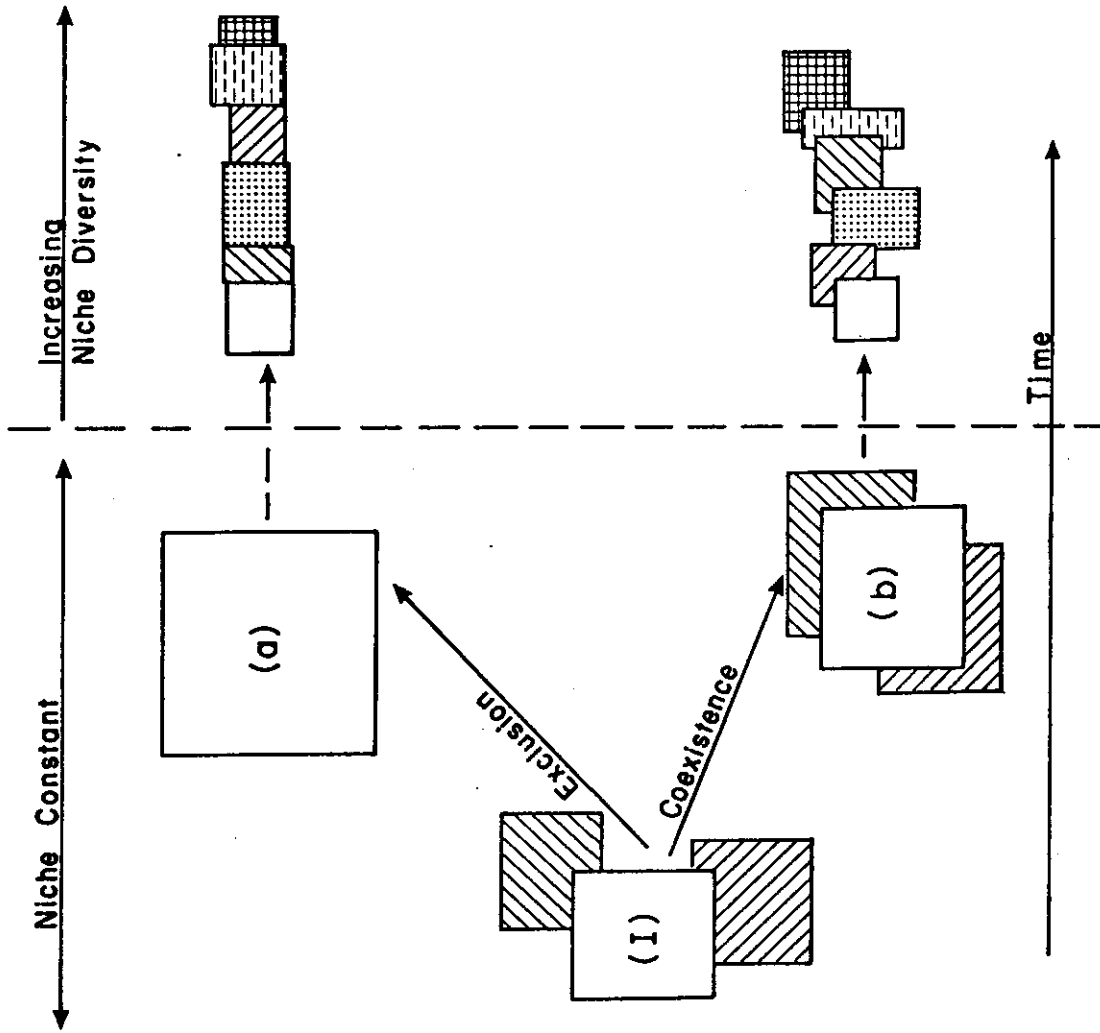 Niche Constant
Increasing
Niche Diversity
(a)
Exclusion
(I)
Coexistence
(b)
Time